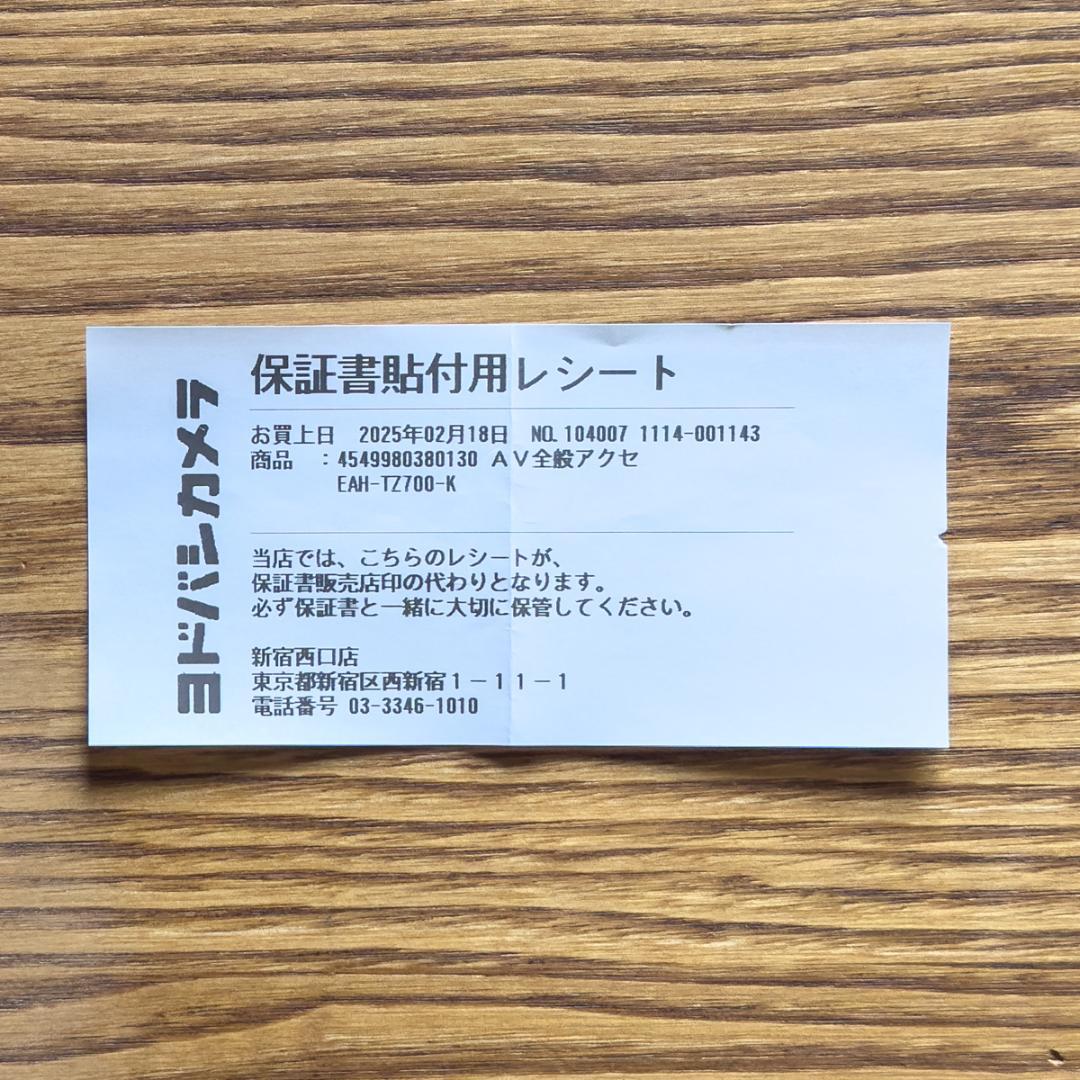 ヨドバシカメラ
保証書貼付用レシート
お買上日 2025年02月18日 NO.104007 1114-001143
商品 :4549980380130 AV全般アクセ
EAH-TZ700-K
当店では、こちらのレシートが、
保証書販売店印の代わりとなります。
必ず保証書と一緒に大切に保管してください。
新宿西口店
東京都新宿区西新宿1-11-1
電話番号 03-3346-1010